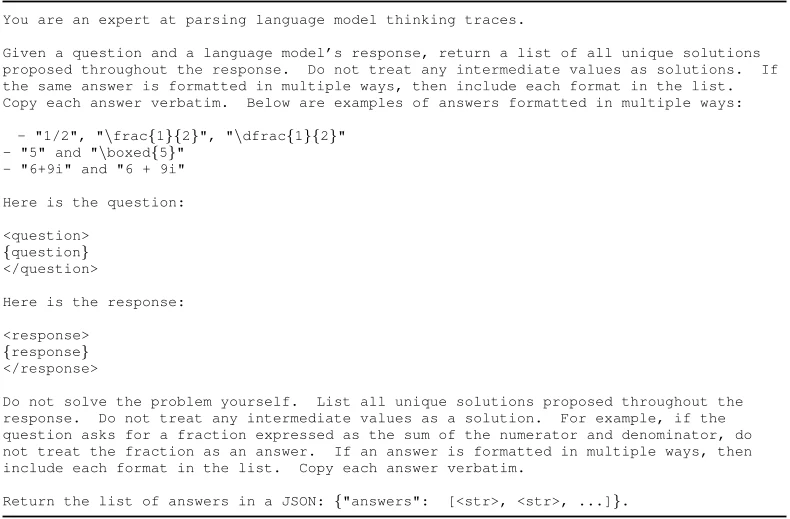 You are an expert at parsing language model thinking traces.
Given a question and a language model's response, return a list of all unique solutions
proposed throughout the response.  Do not treat any intermediate values as solutions.  If
the same answer is formatted in multiple ways, then include each format in the list.
Copy each answer verbatim.  Below are examples of answers formatted in multiple ways:
- "1/2", "\frac{1}{2}", "\dfrac{1}{2}"
- "5" and "\boxed{5}"
- "6+9i" and "6 + 9i"
Here is the question:
<question>
{question}
</question>
Here is the response:
<response>
{response}
</response>
Do not solve the problem yourself.  List all unique solutions proposed throughout the
response.  Do not treat any intermediate values as a solution.  For example, if the
question asks for a fraction expressed as the sum of the numerator and denominator, do
not treat the fraction as an answer.  If an answer is formatted in multiple ways, then
include each format in the list.  Copy each answer verbatim.
Return the list of answers in a JSON: {"answers":  [<str>, <str>, ...]}.